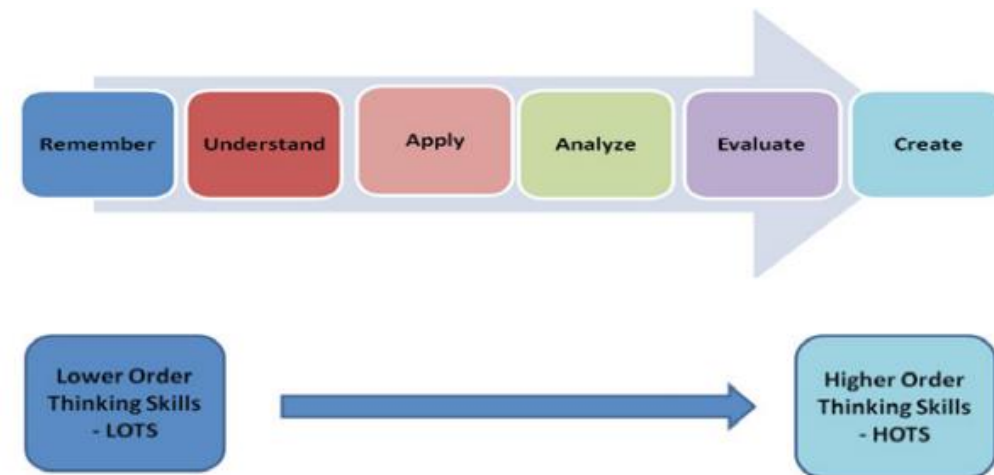 Remember
Understand
Apply
Analyze
Evaluate
Create
Lower Order
Thinking Skills
- LOTS
Higher Order
Thinking Skills
- HOTS